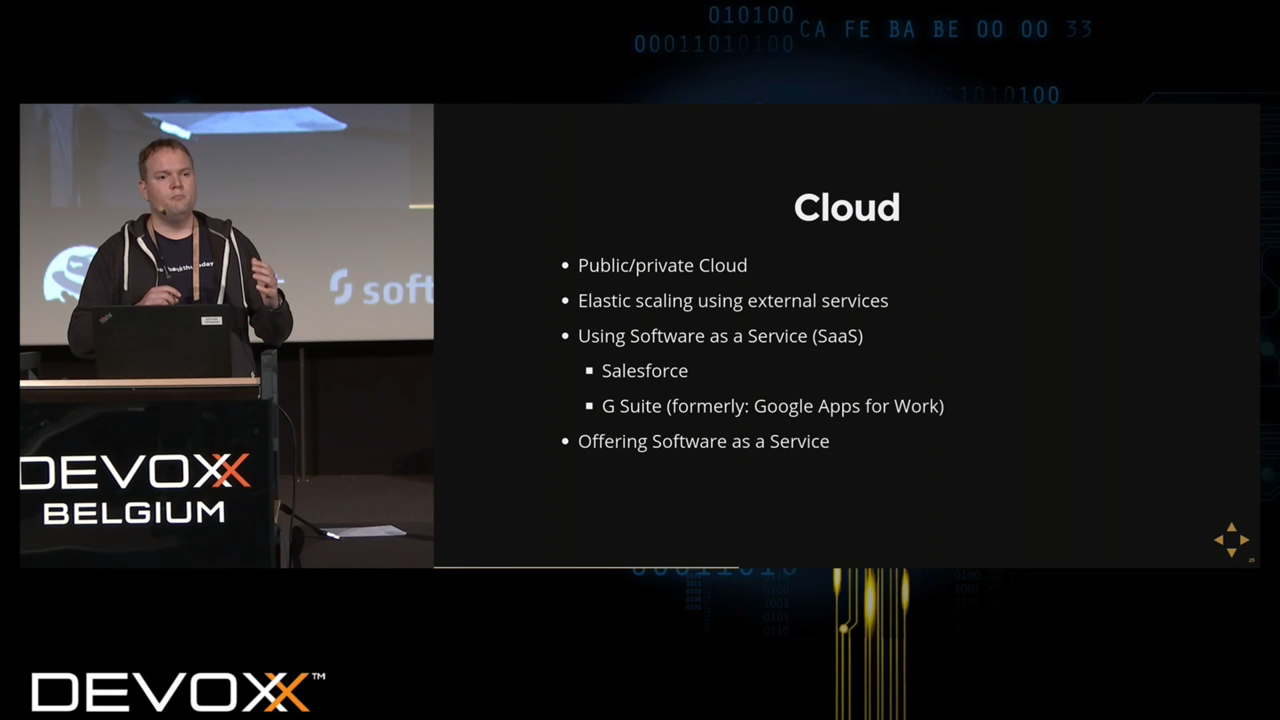 010100
00011010100
CA FE BA BE 00 00 33
Cloud
• Public/private Cloud
• Elastic scaling using external services
• Using Software as a Service (SaaS)
▪ Salesforce
▪ G Suite (formerly: Google Apps for Work)
• Offering Software as a Service
soft
DEVOXX
BELGIUM
DEVOXX™